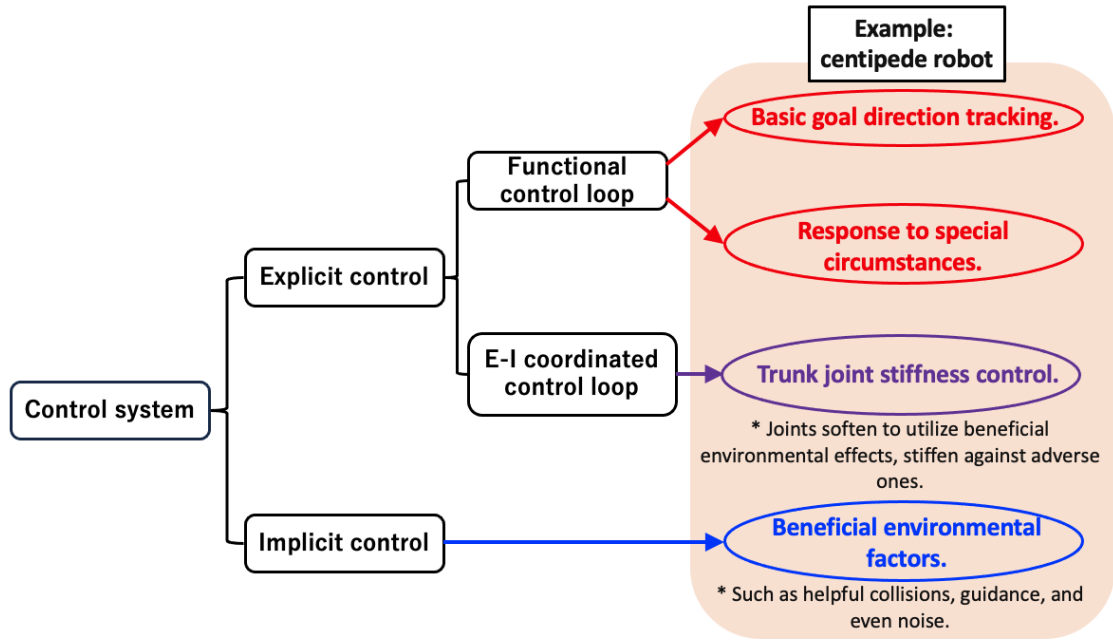 Example:
centipede robot
Basic goal direction tracking.
Functional
control loop
Response to special
circumstances.
Explicit control
E-I coordinated
control loop
Trunk joint stiffness control.
* Joints soften to utilize beneficial
environmental effects, stiffen against adverse
ones.
Control system
Implicit control
Beneficial environmental
factors.
* Such as helpful collisions, guidance, and
even noise.